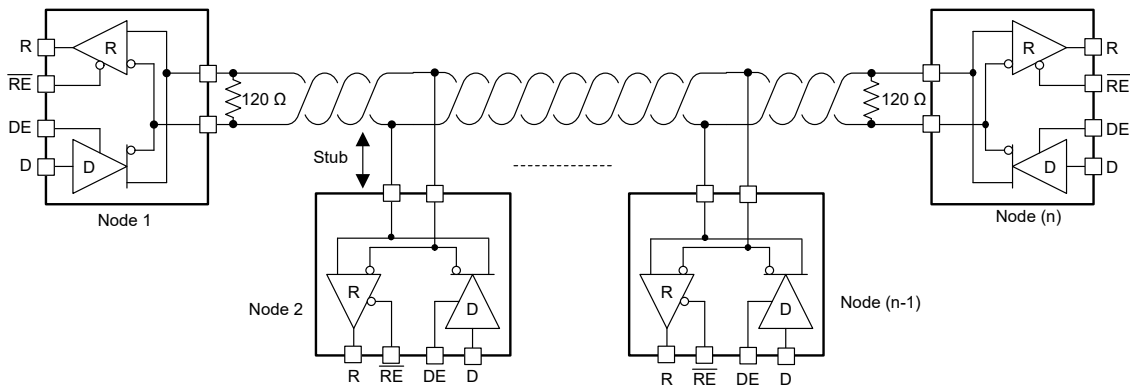 R
R
RE
DE
D
D
Node 1
120 Ω
Stub
120 Ω
R
R
RE
DE
D
D
Node (n)
Node 2
R
D
R
RE
DE
D
R
D
R
RE
DE
D
Node (n-1)